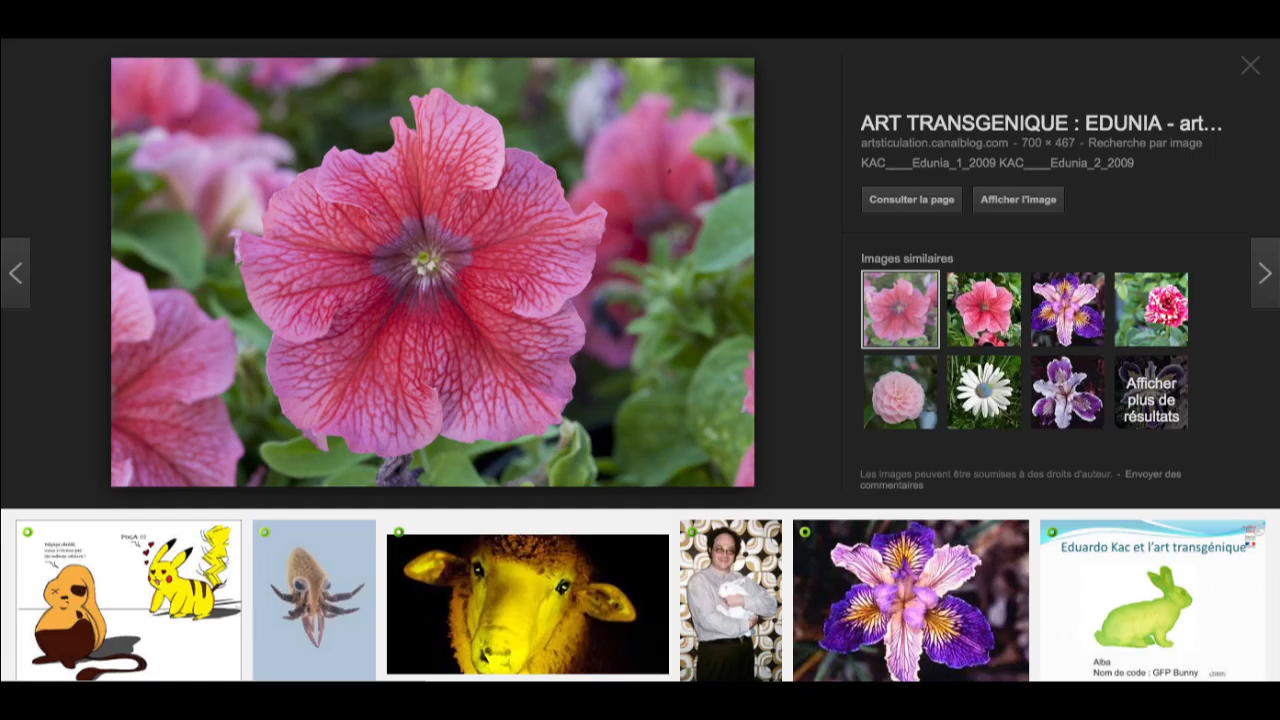 ART TRANSGENIQUE : EDUNIA - art...
artsticulation.canalblog.com - 700 × 467 - Recherche par image
KAC____Edunia_1_2009 KAC____Edunia_2_2009
Consulter la page
Afficher l'image
Images similaires
Afficher
plus de
résultats
Les images peuvent être soumises à des droits d'auteur. - Envoyer des
commentaires
PIKA !!!
Eduardo Kac et l'art transgénique
Alba
Nom de code : GFP Bunny